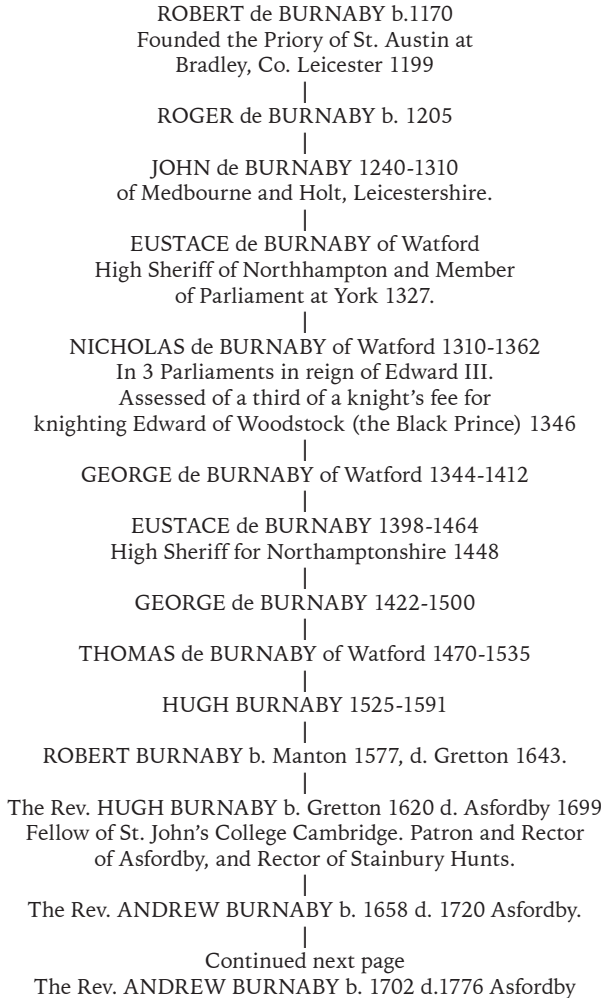 ROBERT de BURNABY b.1170
Founded the Priory of St. Austin at
Bradley, Co. Leicester 1199
ROGER de BURNABY b. 1205
JOHN de BURNABY 1240-1310
of Medbourne and Holt, Leicestershire.
EUSTACE de BURNABY of Watford
High Sheriff of Northhampton and Member
of Parliament at York 1327.
NICHOLAS de BURNABY of Watford 1310-1362
In 3 Parliaments in reign of Edward III.
Assessed of a third of a knight’s fee for
knighting Edward of Woodstock (the Black Prince) 1346
GEORGE de BURNABY of Watford 1344-1412
EUSTACE de BURNABY 1398-1464
High Sheriff for Northamptonshire 1448
GEORGE de BURNABY 1422-1500
THOMAS de BURNABY of Watford 1470-1535
HUGH BURNABY 1525-1591
ROBERT BURNABY b. Manton 1577, d. Gretton 1643.
The Rev. HUGH BURNABY b. Gretton 1620 d. Asfordby 1699
Fellow of St. John’s College Cambridge. Patron and Rector
of Asfordby, and Rector of Stainbury Hunts.
The Rev. ANDREW BURNABY b. 1658 d. 1720 Asfordby.
Continued next page
The Rev. ANDREW BURNABY b. 1702 d.1776 Asfordby